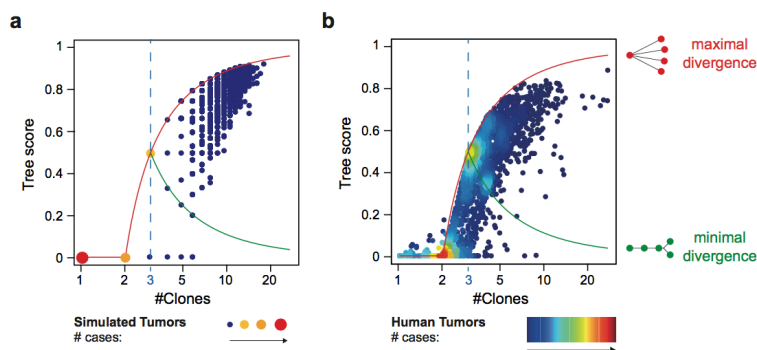 a
Tree score
1
0.8
0.6
0.4
0.2
0
1
2
3
5
10
20
#Clones
Simulated Tumors
# cases:
b
Tree score
1
0.8
0.6
0.4
0.2
0
1
2
3
5
10
20
#Clones
Human Tumors
# cases:
maximal
divergence
minimal
divergence